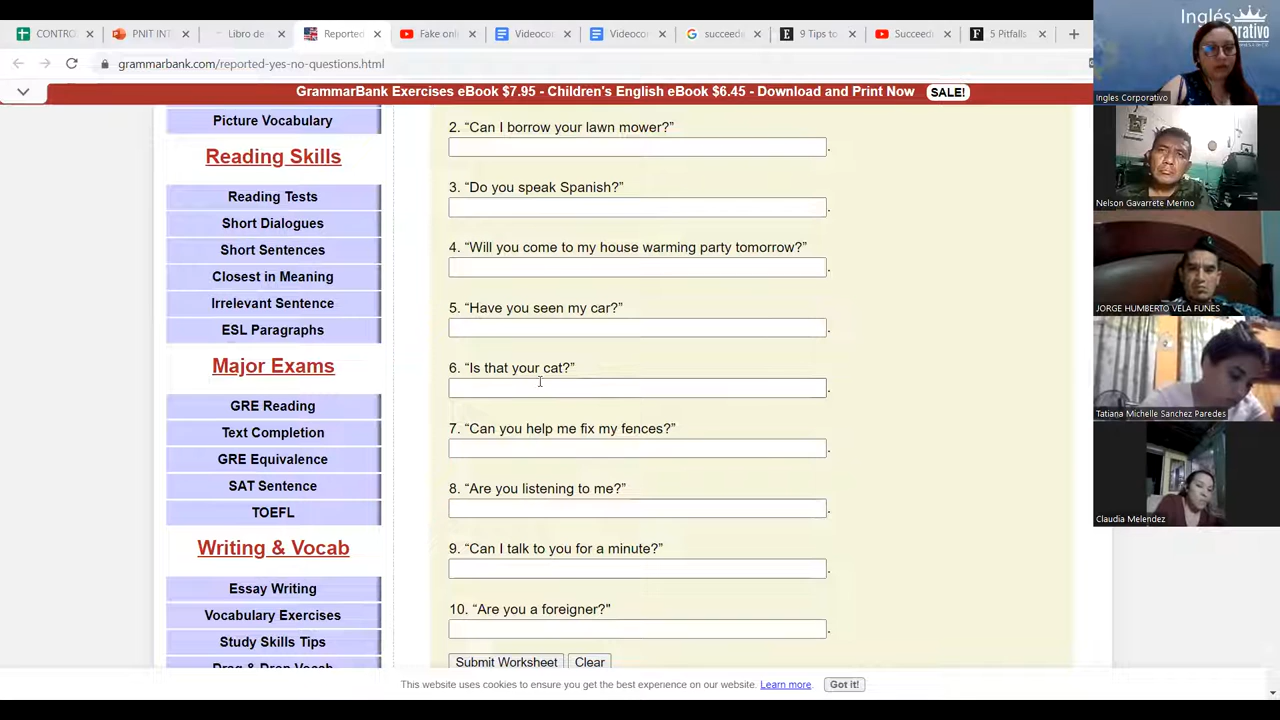 CONTRO
PNIT INT
Libro de
Reported
Fake onl
Videocor
Videocor
succeedi
9 Tips to
Succeedi
5 Pitfalls
grammarbank.com/reported-yes-no-questions.html
GrammarBank Exercises eBook $7.95 - Children's English eBook $6.45 - Download and Print Now
SALE!
Picture Vocabulary
Reading Skills
Reading Tests
Short Dialogues
Short Sentences
Closest in Meaning
Irrelevant Sentence
ESL Paragraphs
Major Exams
GRE Reading
Text Completion
GRE Equivalence
SAT Sentence
TOEFL
Writing & Vocab
Essay Writing
Vocabulary Exercises
Study Skills Tips
2. “Can I borrow your lawn mower?”
.
3. “Do you speak Spanish?”
.
4. “Will you come to my house warming party tomorrow?”
.
5. “Have you seen my car?”
.
6. “Is that your cat?”
.
7. “Can you help me fix my fences?”
.
8. “Are you listening to me?”
.
9. “Can I talk to you for a minute?”
.
10. “Are you a foreigner?"
.
Submit Worksheet
Clear
This website uses cookies to ensure you get the best experience on our website. Learn more.
Got it!
Inglés
Ingles Corporativo
Nelson Gavarrete Merino
JORGE HUMBERTO VELA FUNES
Tatiana Michelle Sanchez Paredes
Claudia Melendez